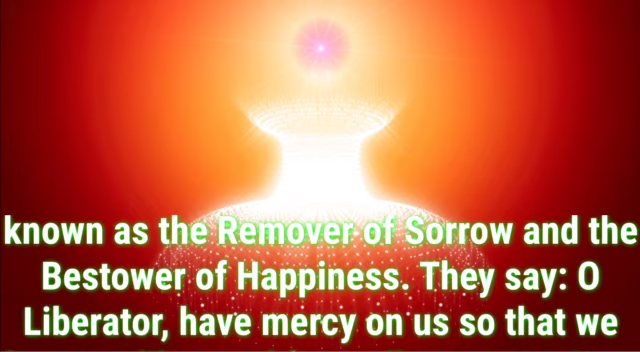 known as the Remover of Sorrow and the
Bestower of Happiness. They say: O
Liberator, have mercy on us so that we